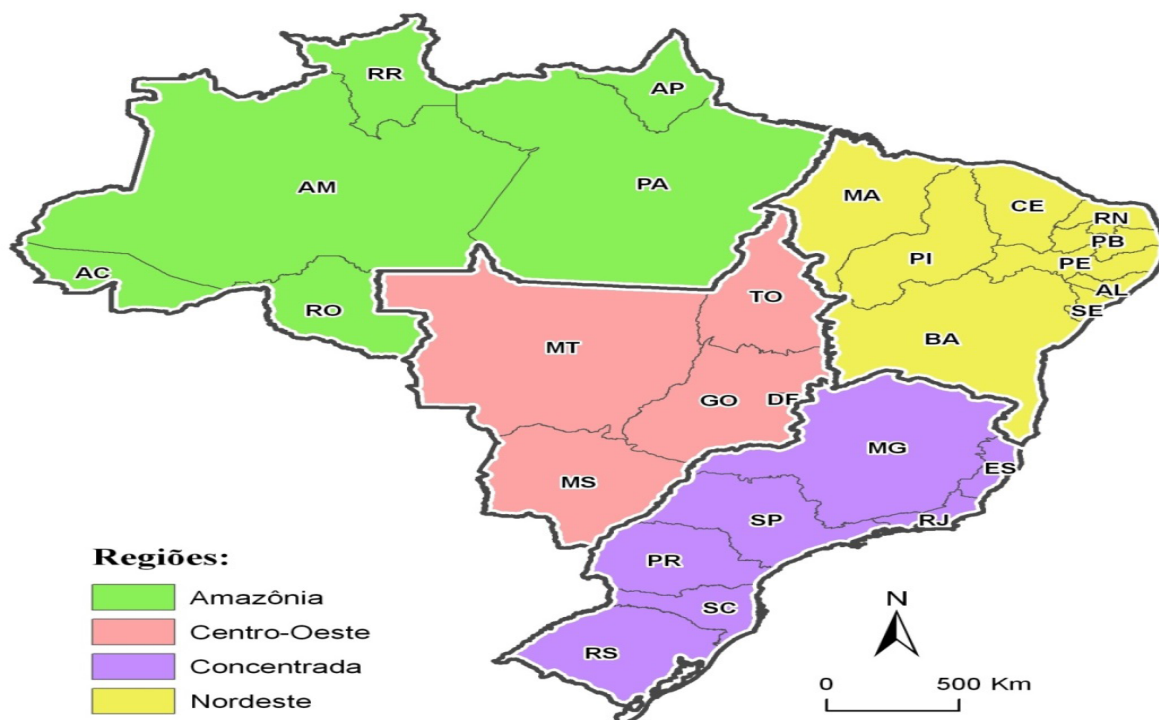 RR
AP
AM
PA
MA
CE
RN
PB
PI
PE
AC
AL
TO
SE
RO
BA
MT
GO
DF
MG
ES
MS
SP
RJ
PR
SC
RS
Regiões:
Amazônia
Centro-Oeste
Concentrada
Nordeste
N
0 500 Km